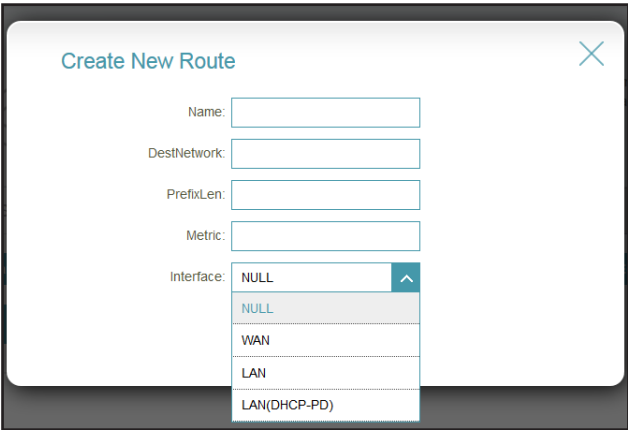 Create New Route
Name:
DestNetwork:
PrefixLen:
Metric:
Interface: NULL
NULL
WAN
LAN
LAN(DHCP-PD)